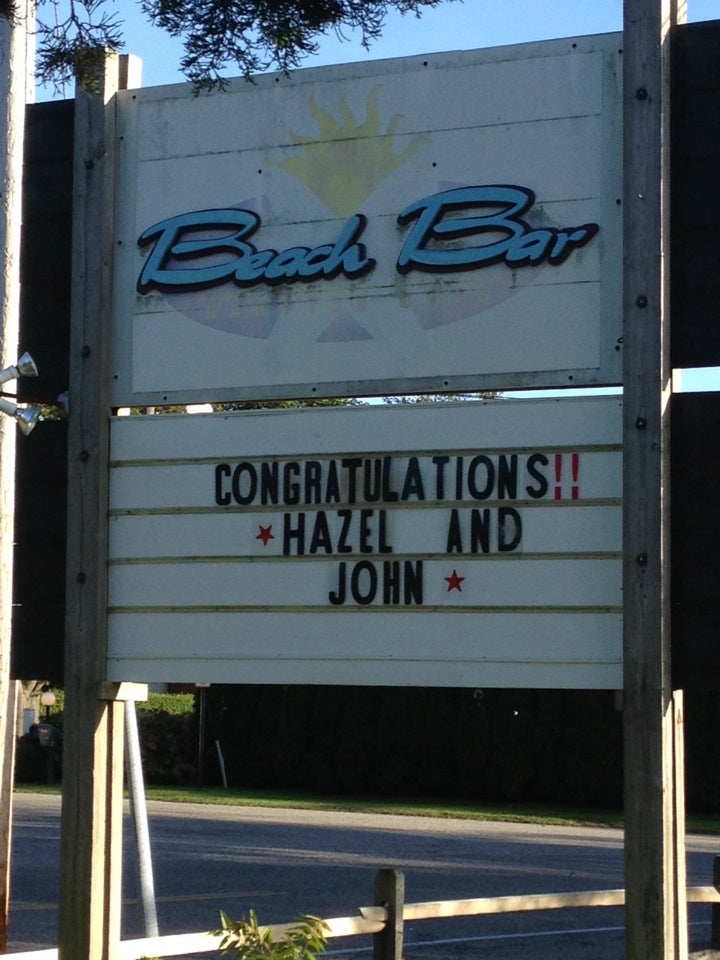 Beach Bar
CONGRATULATIONS!!
HAZEL AND
JOHN